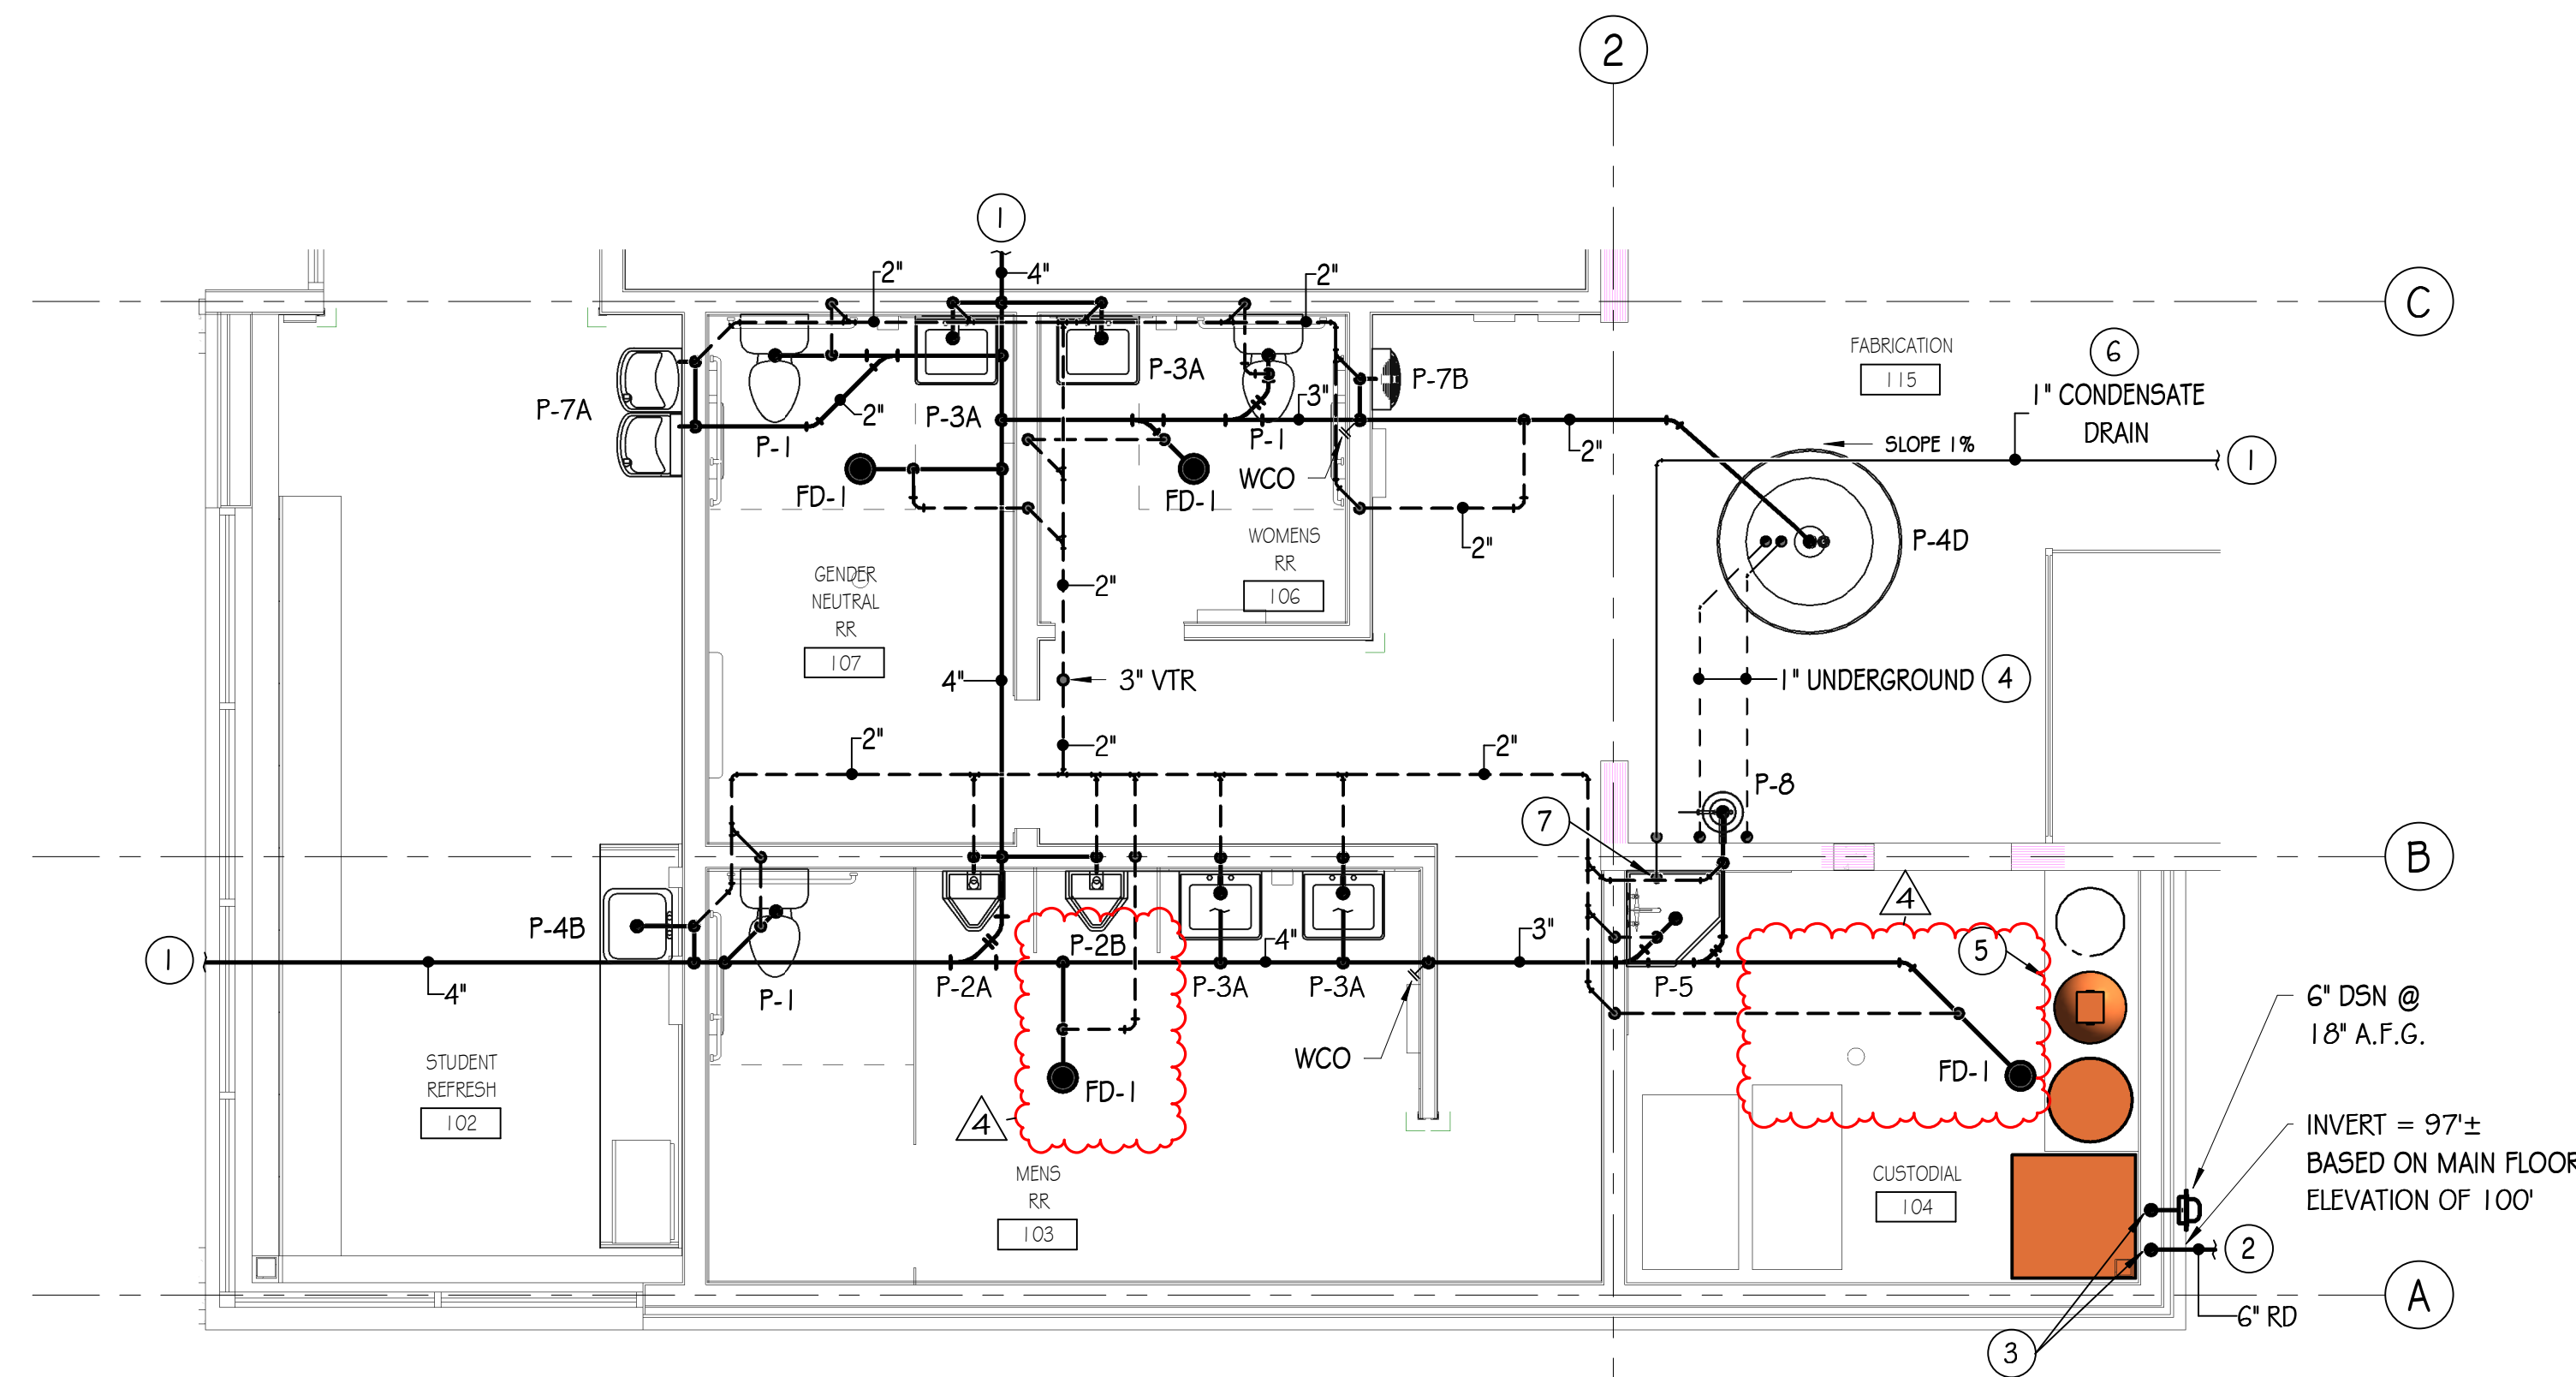 2
1
2"
4"
2"
C
FABRICATION
115
6
1" CONDENSATE
DRAIN
P-3A
P-7B
P-7A
2"
P-3A
3"
P-1
P-1
2"
SLOPE 1%
1
WCO
FD-1
FD-1
2"
P-4D
WOMENS
RR
106
GENDER
NEUTRAL
RR
107
2"
4"
3" VTR
1" UNDERGROUND
4
2"
2"
2"
P-8
7
B
4
P-4B
P-2B
1
4"
4"
3"
5
P-1
P-2A
P-3A
P-3A
P-5
6" DSN @
18" A.F.G.
WCO
STUDENT
REFRESH
102
FD-1
FD-1
4
INVERT = 97'±
BASED ON MAIN FLOOR
ELEVATION OF 100'
MENS
RR
103
CUSTODIAL
104
2
A
6" RD
3